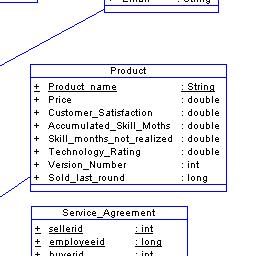 + Email : String
Product
+ Product_name : String
+ Price : double
+ Customer_Satisfaction : double
+ Accumulated_Skill_Moths : double
+ Skill_months_not_realized : double
+ Technology_Rating : double
+ Version_Number : int
+ Sold_last_round : long
Service_Agreement
+ sellerid : int
+ employeeid : long
+ buyerid : int